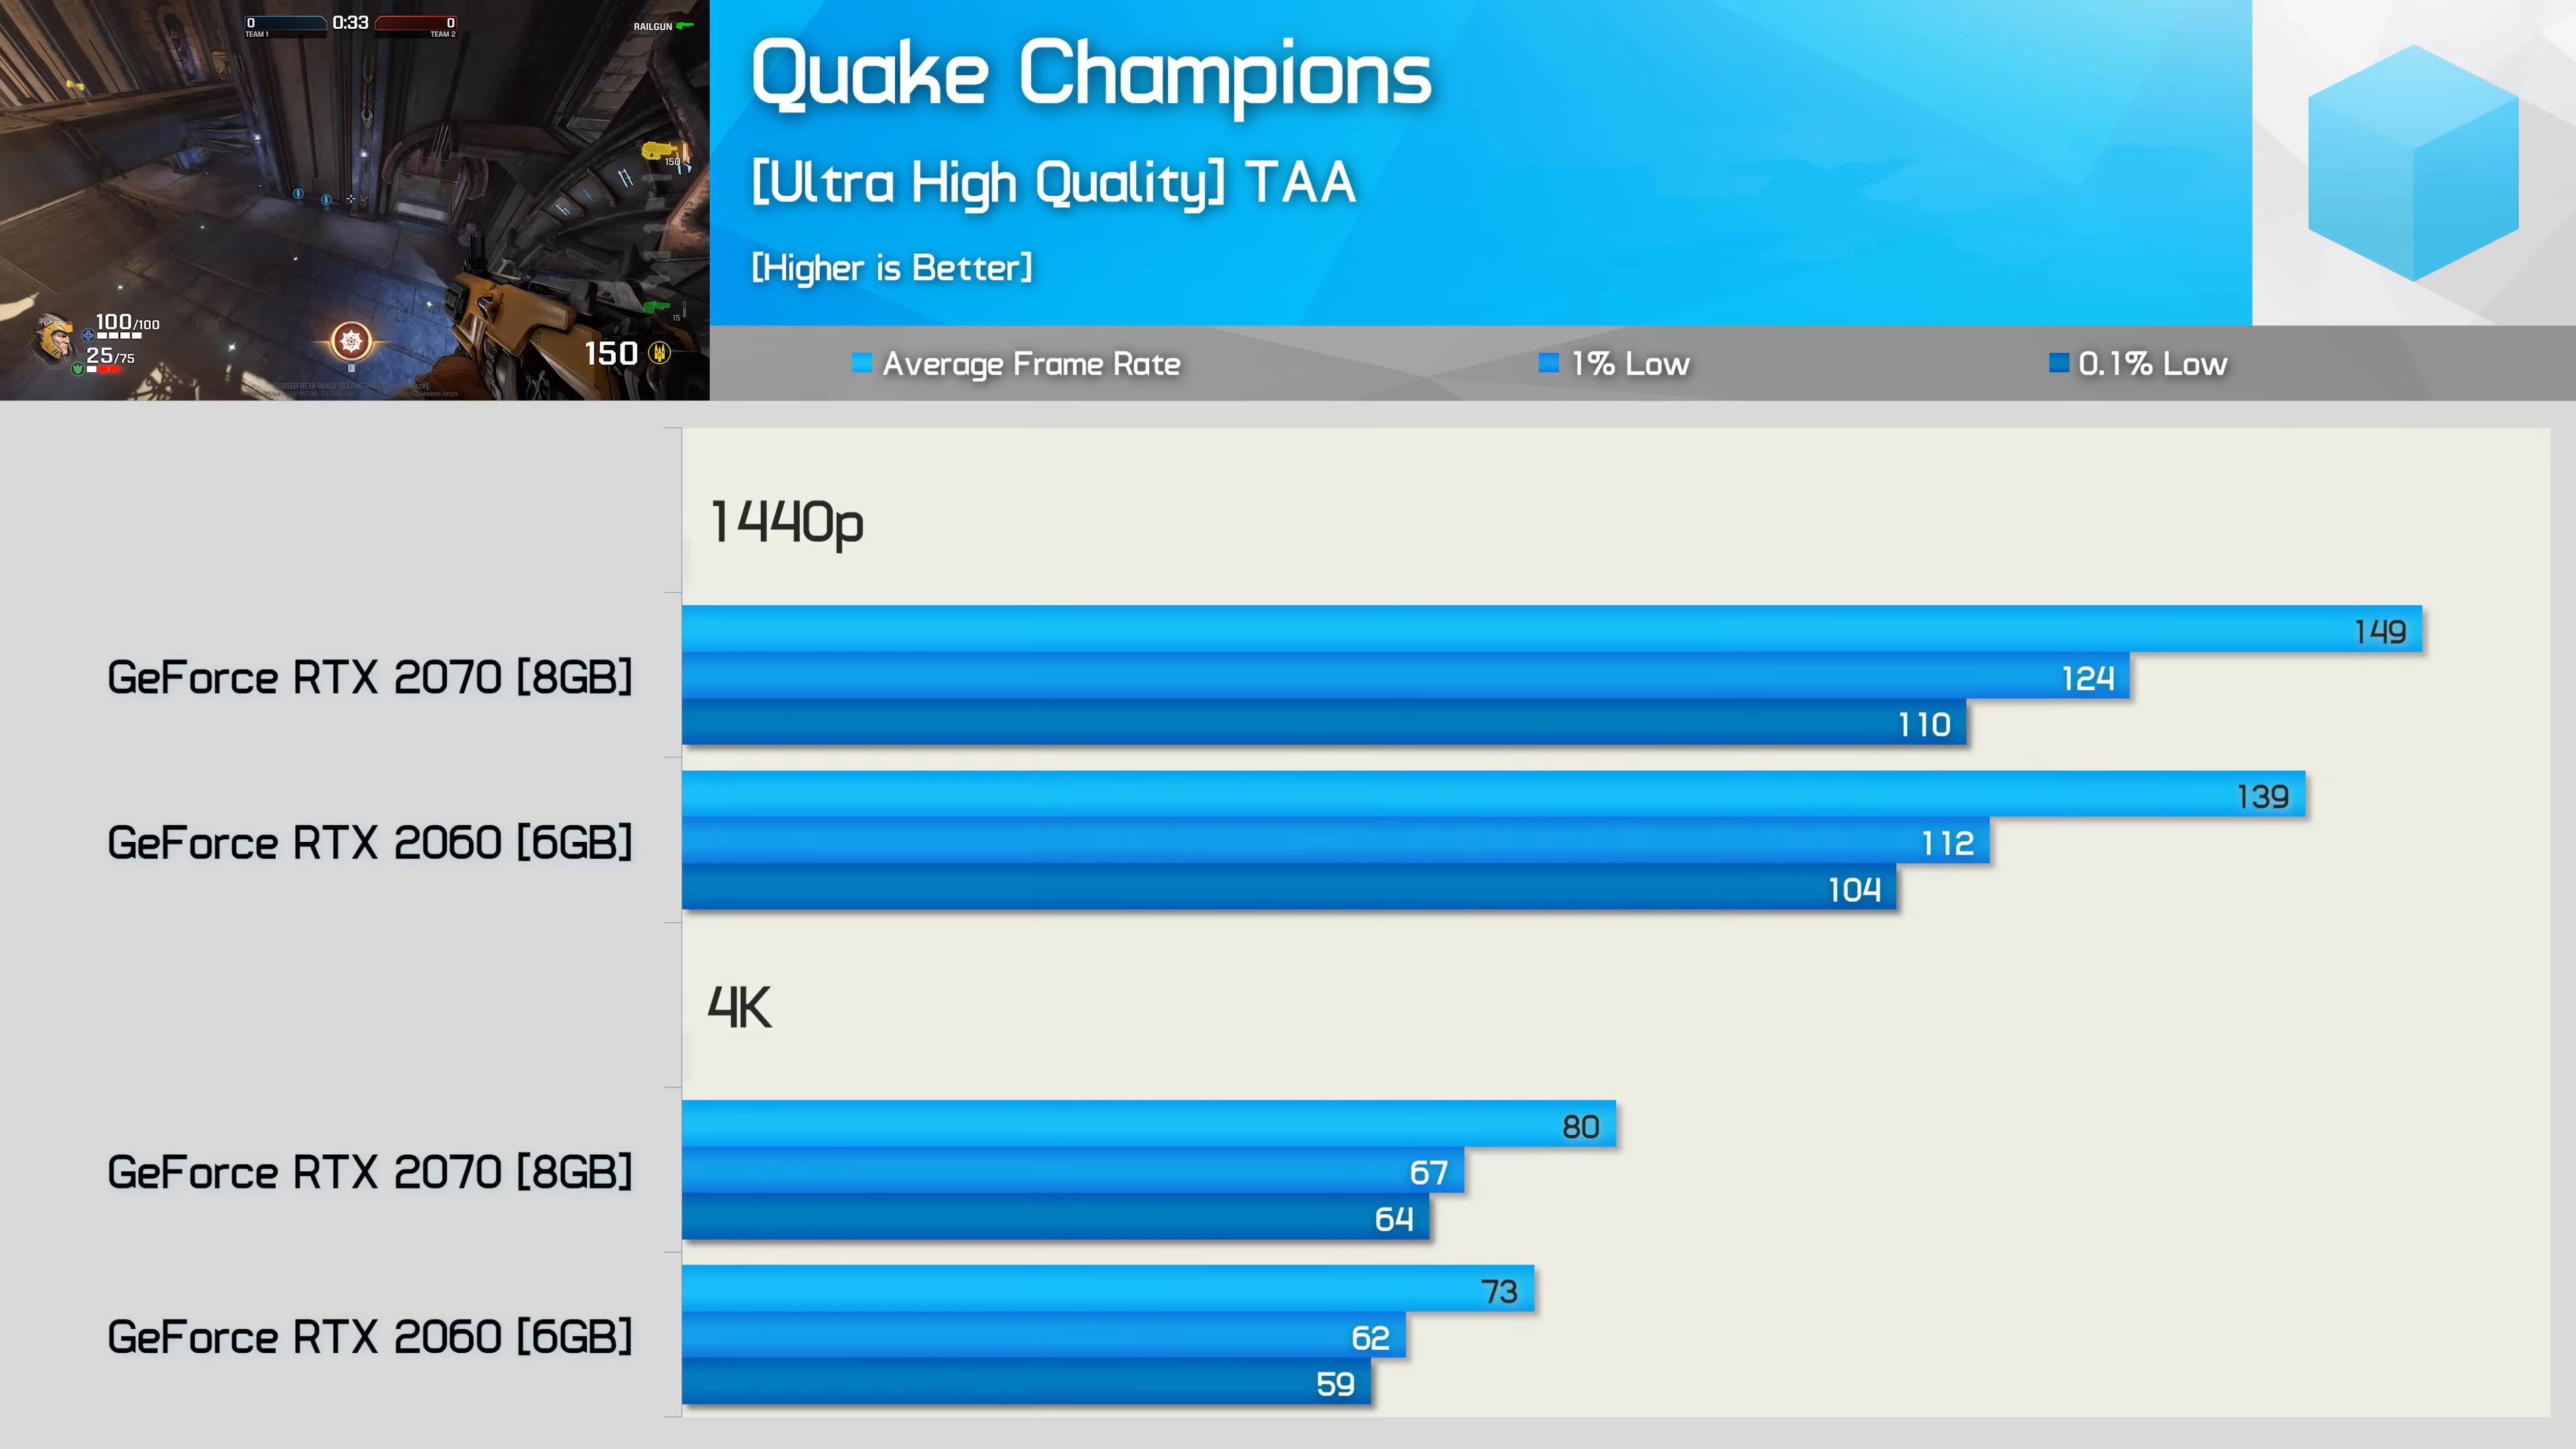 0 0:33 0
TEAM 1 TEAM 2
RAILGUN
150
15
100/100
25/75
150
Quake Champions
[Ultra High Quality] TAA
[Higher is Better]
Average Frame Rate 1% Low 0.1% Low
1440p
GeForce RTX 2070 [8GB]
149
124
110
GeForce RTX 2060 [6GB]
139
112
104
4K
GeForce RTX 2070 [8GB]
80
67
64
GeForce RTX 2060 [6GB]
73
62
59